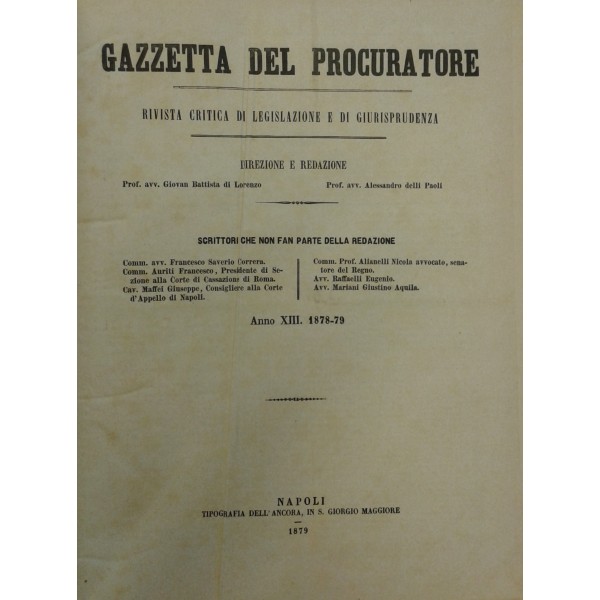 GAZZETTA DEL PROCURATORE
RIVISTA CRITICA DI LEGISLAZIONE E DI GIURISPRUDENZA
DIREZIONE E REDAZIONE
Prof. avv. Giovan Battista di Lorenzo
Prof. avv. Alessandro delli Paoli
SCRITTORI CHE NON FAN PARTE DELLA REDAZIONE
Comm. avv. Francesco Saverio Correra.
Comm. Auriti Francesco, Presidente di Se-
zione alla Corte di Cassazione di Roma.
Cav. Maffei Giuseppe, Consigliere alla Corte
d'Appello di Napoli.
Comm. Prof. Alianelli Nicola avvocato, sena-
tore del Regno.
Avv. Raffaelli Eugenio.
Avv. Mariani Giustino Aquila.
Anno XIII. 1878-79
NAPOLI
TIPOGRAFIA DELL'ANCORA, IN S. GIORGIO MAGGIORE
1879